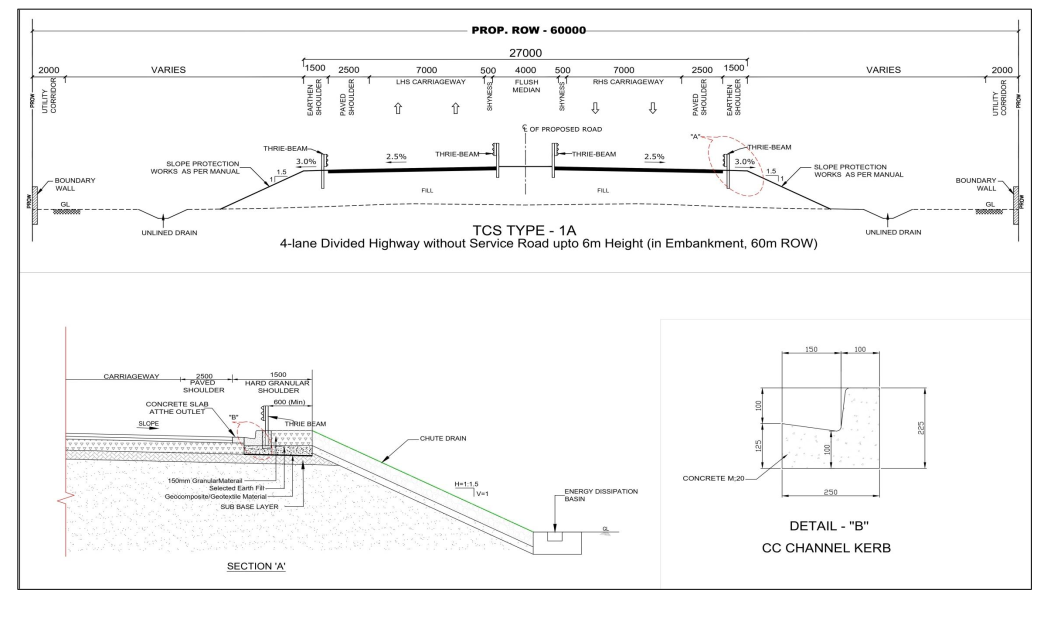 PROP. ROW - 60000
27000
2000
VARIES
1500
2500
7000
500
4000
500
7000
2500
1500
VARIES
2000
PROW
UTILITY
CORRIDOR
EARTHEN
SHOULDER
PAVED
SHOULDER
LHS CARRIAGEWAY
SHYNESS
FLUSH
MEDIAN
SHYNESS
RHS CARRIAGEWAY
PAVED
SHOULDER
EARTHEN
SHOULDER
UTILITY
CORRIDOR
PROW
℄ OF PROPOSED ROAD
"A"
THRIE-BEAM
THRIE-BEAM
THRIE-BEAM
THRIE-BEAM
3.0%
2.5%
2.5%
3.0%
SLOPE PROTECTION
WORKS AS PER MANUAL
1.5
1
1.5
1
SLOPE PROTECTION
WORKS AS PER MANUAL
BOUNDARY
WALL
BOUNDARY
WALL
FILL
FILL
PROW
GL
GL
PROW
UNLINED DRAIN
UNLINED DRAIN
TCS TYPE - 1A
4-lane Divided Highway without Service Road upto 6m Height (in Embankment, 60m ROW)
CARRIAGEWAY
2500
PAVED
SHOULDER
1500
HARD GRANULAR
SHOULDER
600 (Min)
CONCRETE SLAB
ATTHE OUTLET
"B"
THRIE BEAM
SLOPE
CHUTE DRAIN
150mm GranularMaterail
Selected Earth Fill
Geocomposite/Geotextile Material
SUB BASE LAYER
H=1:1.5
V=1
ENERGY DISSIPATION
BASIN
SECTION 'A'
150
100
100
125
100
225
250
CONCRETE M;20
DETAIL - "B"
CC CHANNEL KERB